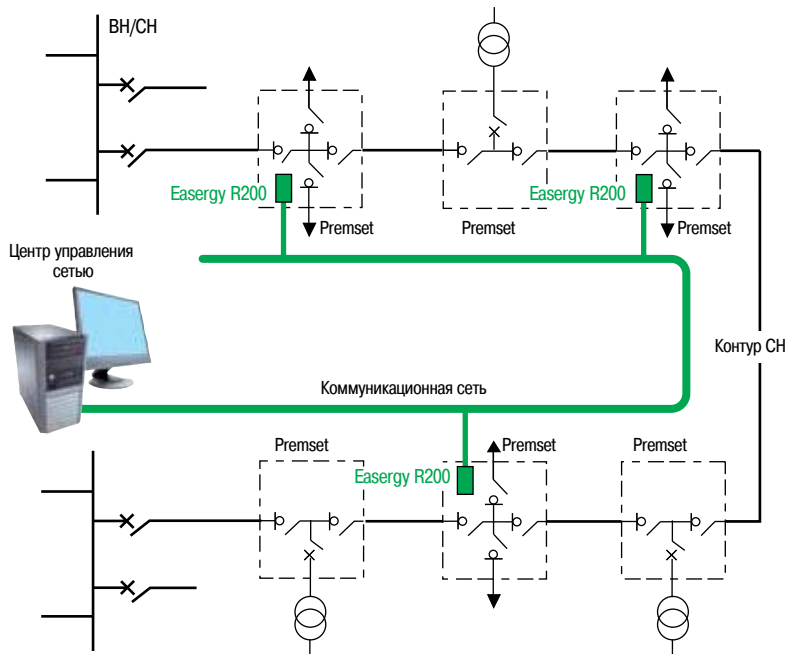 ВН/СН
Easergy R200
Premset
Premset
Easergy R200
Premset
Центр управления
сетью
Контур СН
Коммуникационная сеть
Premset
Premset
Premset
Easergy R200